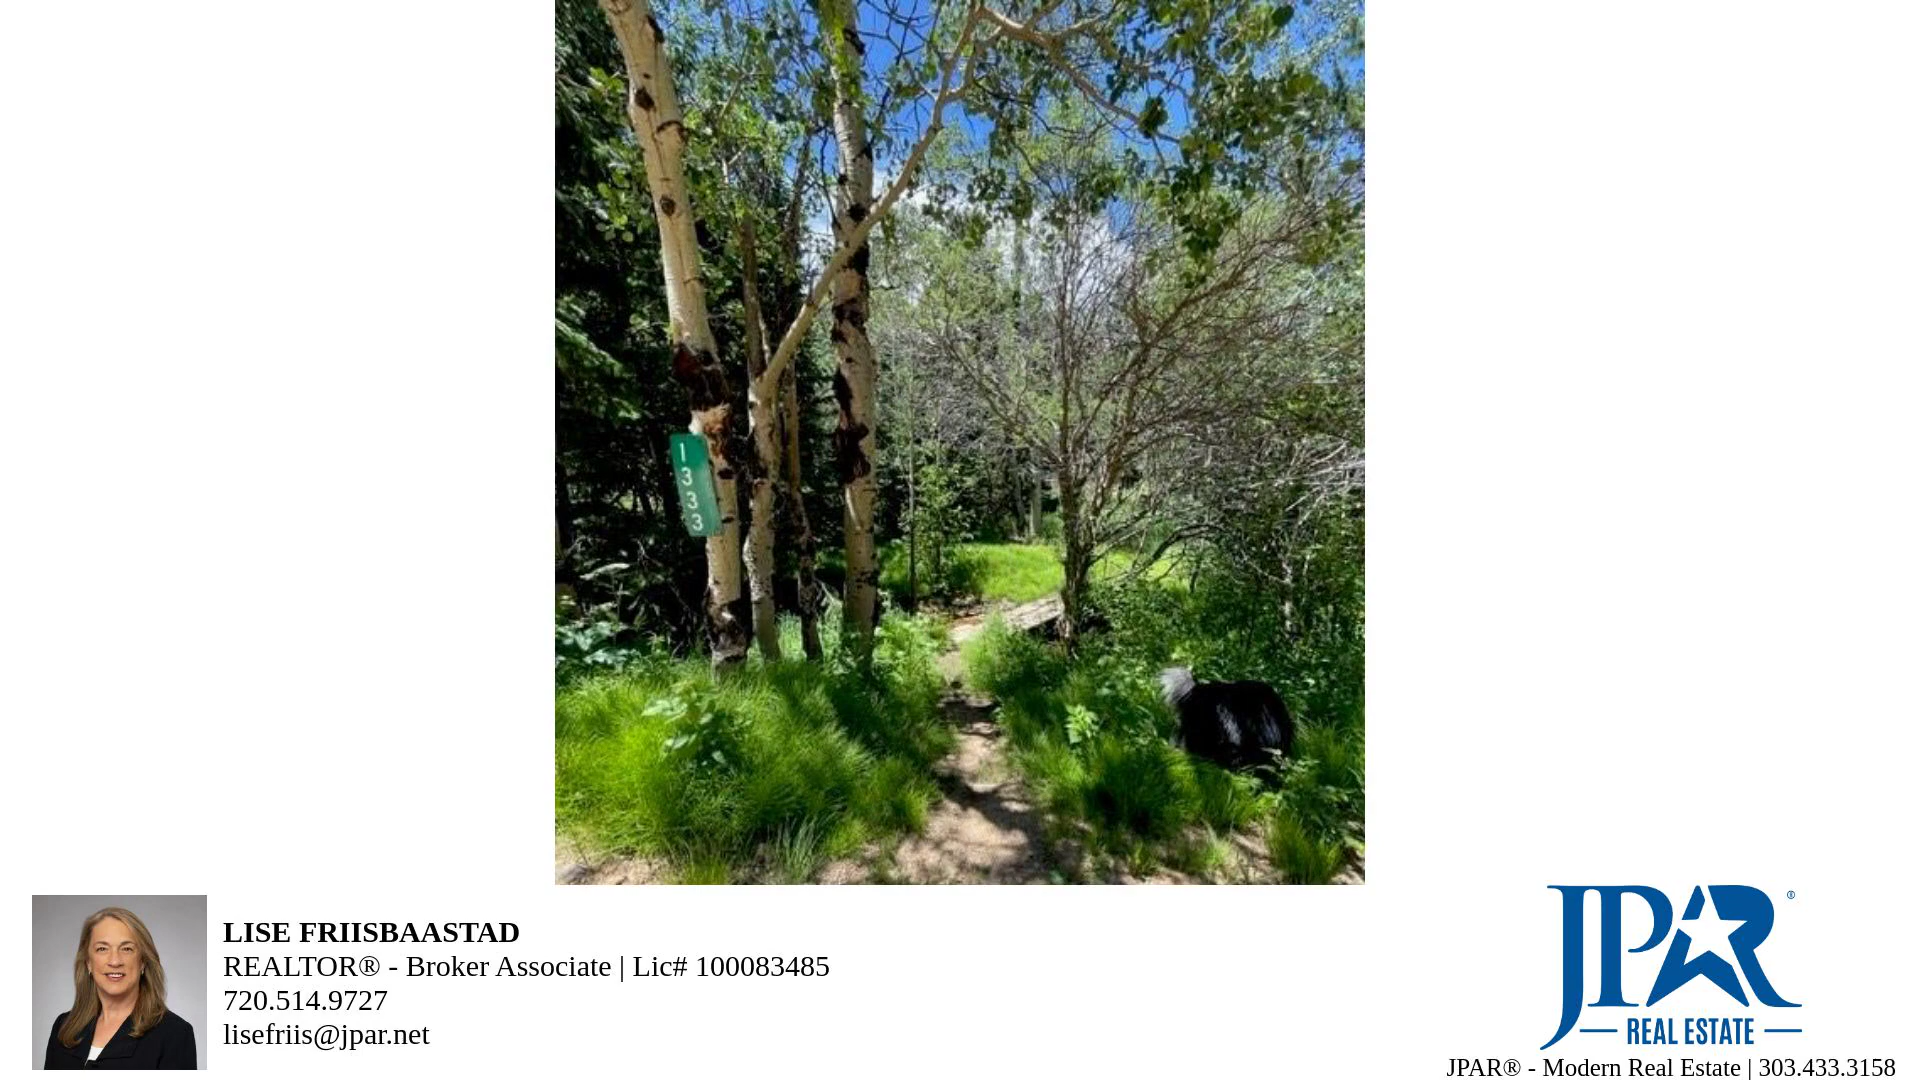 1
3
3
3
LISE FRIISBAASTAD
REALTOR® - Broker Associate | Lic# 100083485
720.514.9727
lisefriis@jpar.net
JPAR®
REAL ESTATE
JPAR® - Modern Real Estate | 303.433.3158